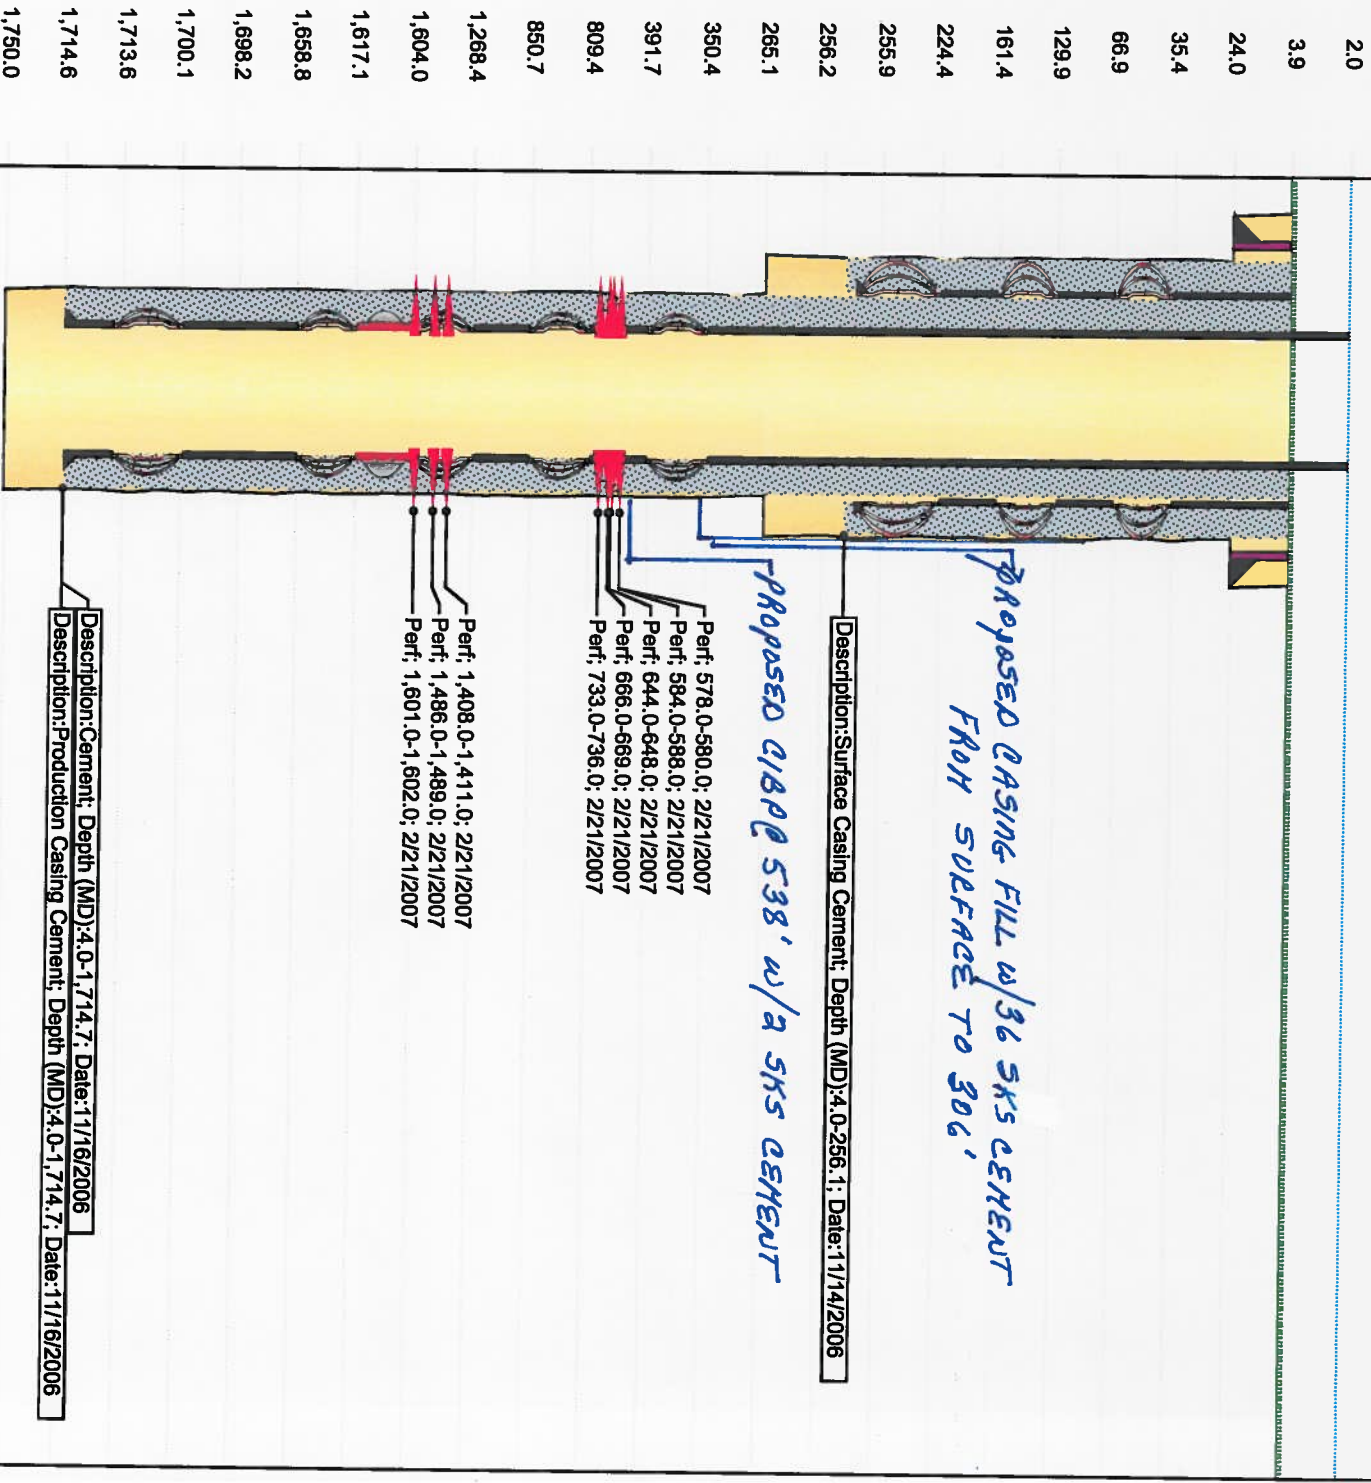 2.0
3.9
24.0
35.4
66.9
129.9
161.4
224.4
255.9
256.2
265.1
350.4
391.7
809.4
850.7
1,268.4
1,604.0
1,617.1
1,658.8
1,698.2
1,700.1
1,713.6
1,714.6
1,750.0
PROPOSED CASING FILL W/36 SKS CEMENT
FROM SURFACE TO 306'
Description:Surface Casing Cement; Depth (MD):4.0-256.1; Date:11/14/2006
PROPOSED CIBP@ 538' W/2 SKS CEMENT
Perf; 578.0-580.0; 2/21/2007
Perf; 584.0-588.0; 2/21/2007
Perf; 644.0-648.0; 2/21/2007
Perf; 666.0-669.0; 2/21/2007
Perf; 733.0-736.0; 2/21/2007
Perf; 1,408.0-1,411.0; 2/21/2007
Perf; 1,486.0-1,489.0; 2/21/2007
Perf; 1,601.0-1,602.0; 2/21/2007
Description:Cement; Depth (MD):4.0-1,714.7; Date:11/16/2006
Description:Production Casing Cement; Depth (MD):4.0-1,714.7; Date:11/16/2006